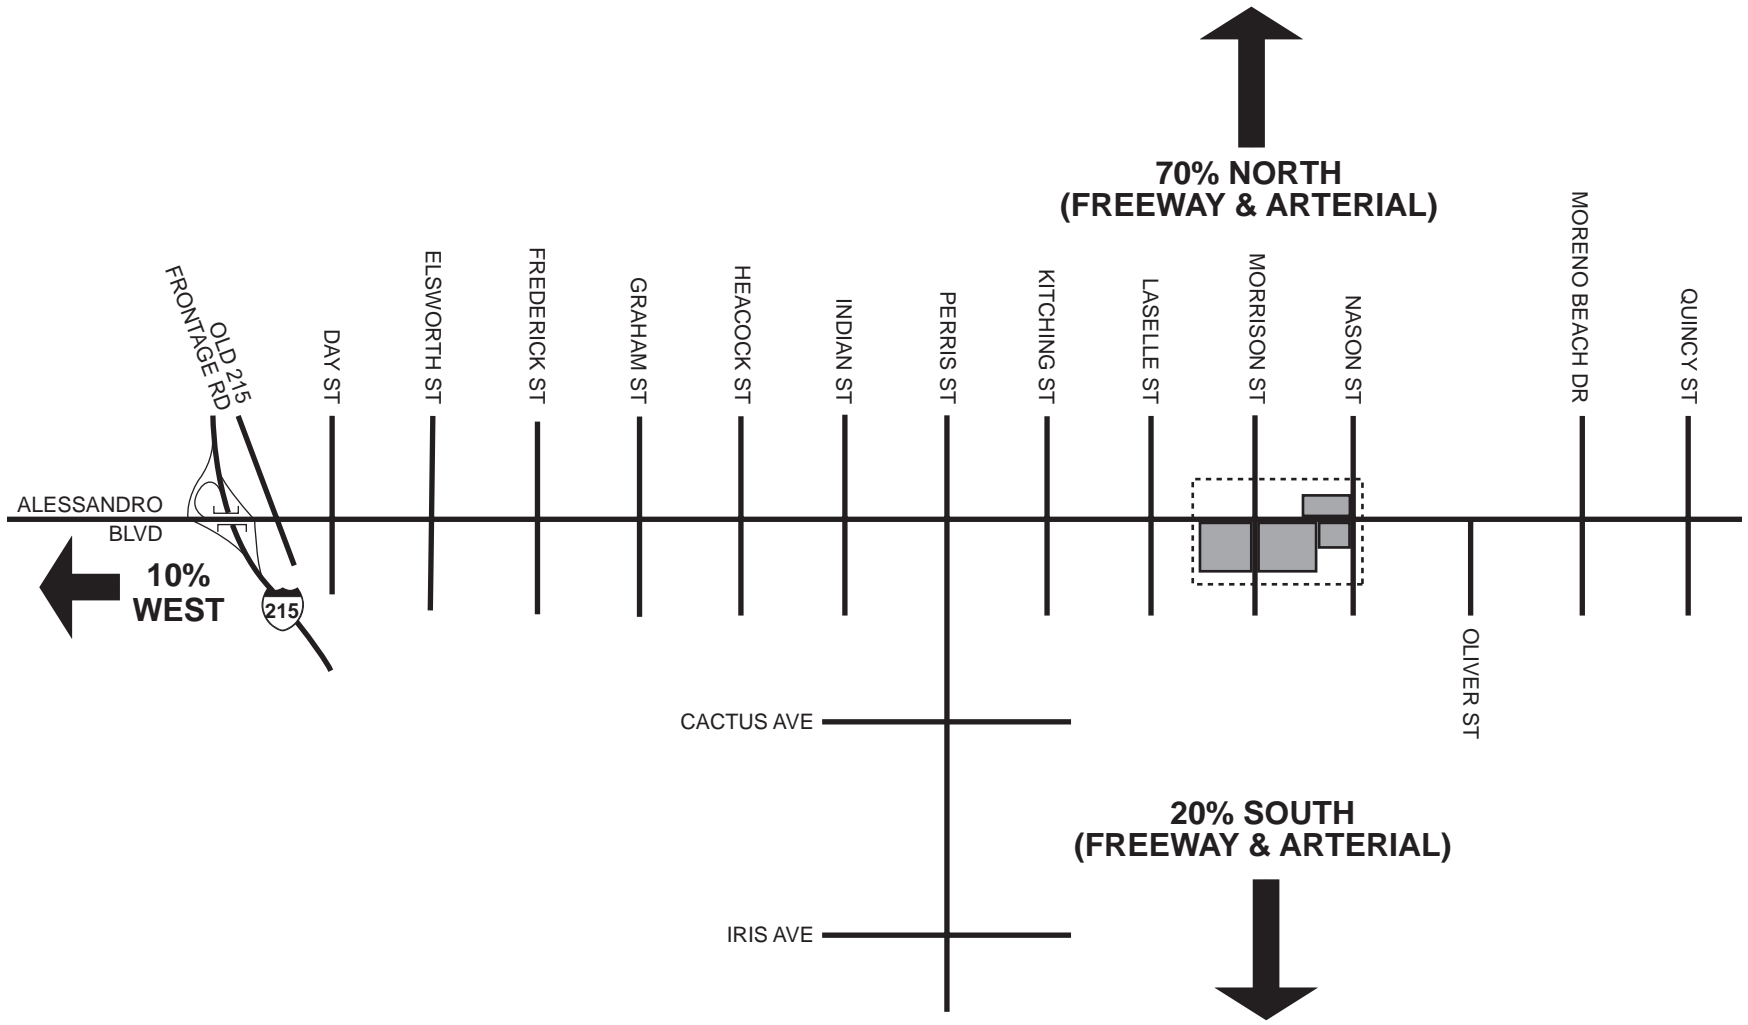 70% NORTH
(FREEWAY & ARTERIAL)
FRONTAGE RD
OLD 215
DAY ST
ELSWORTH ST
FREDERICK ST
GRAHAM ST
HEACOCK ST
INDIAN ST
PERRIS ST
KITCHING ST
LASELLE ST
MORRISON ST
NASON ST
MORENO BEACH DR
QUINCY ST
ALESSANDRO
BLVD
10%
WEST
215
OLIVER ST
CACTUS AVE
20% SOUTH
(FREEWAY & ARTERIAL)
IRIS AVE